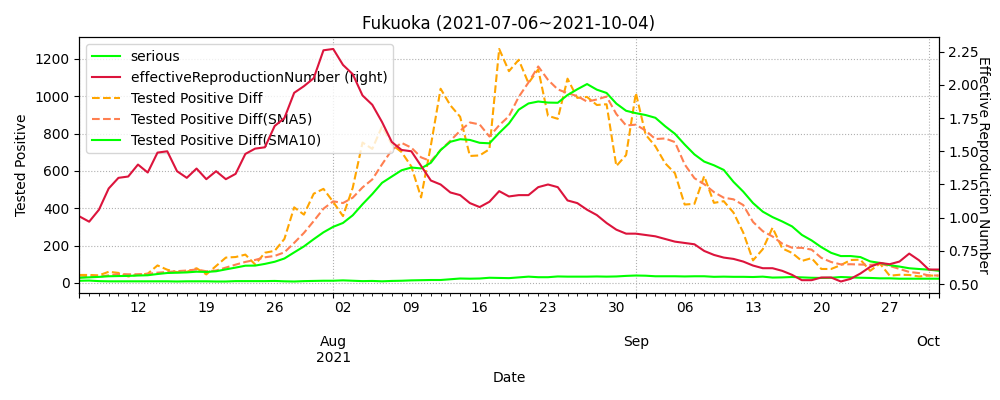 Fukuoka (2021-07-06~2021-10-04)
serious
effectiveReproductionNumber (right)
Tested Positive Diff
Tested Positive Diff(SMA5)
Tested Positive Diff(SMA10)
Tested Positive
1200
1000
800
600
400
200
0
2.25
2.00
1.75
1.50
1.25
1.00
0.75
0.50
Effective Reproduction Number
12 19 26 02 09 16 23 30 06 13 20 27
Aug Sep Oct
2021
Date